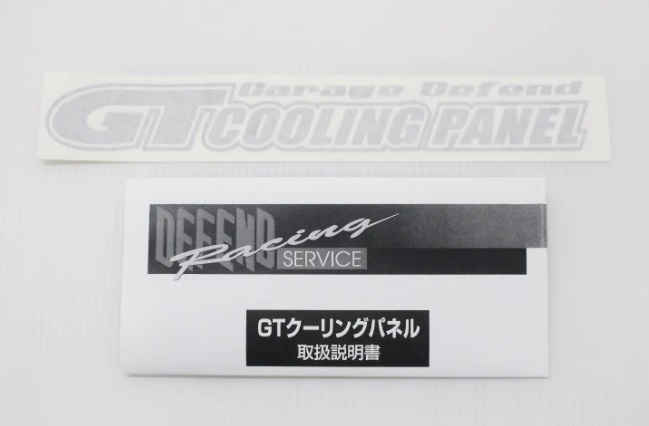 Garage Defend
GT COOLING PANEL
DEFEND
Racing
SERVICE
GTクーリングパネル
取扱説明書